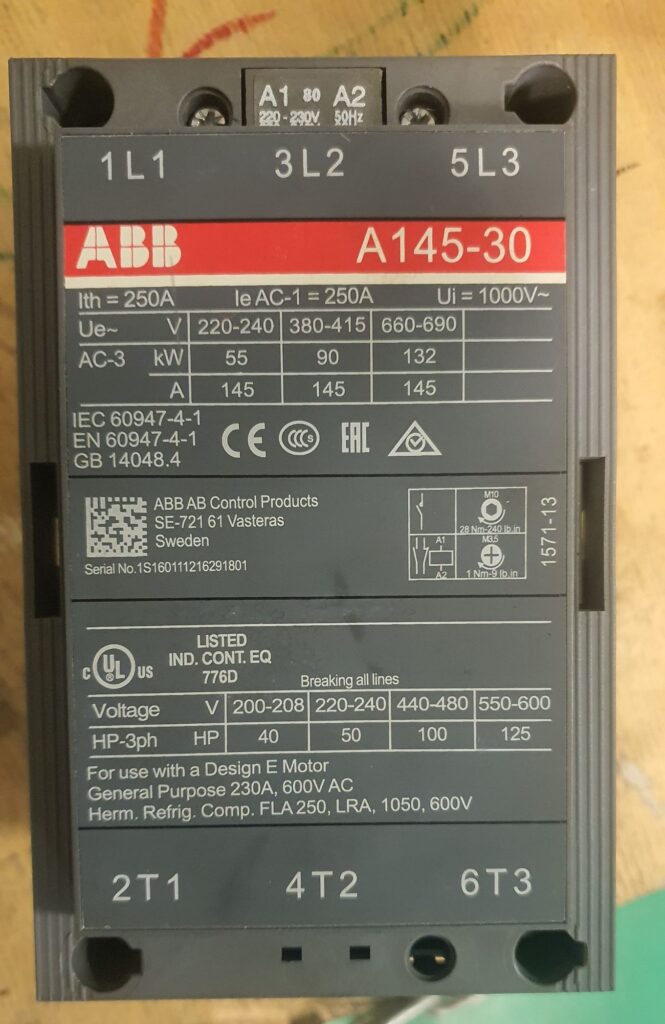 A1 80 A2
220-230V 50Hz
1L1 3L2 5L3
ABB A145-30
Ith = 250A Ie AC-1 = 250A Ui = 1000V~
Ue~ V 220-240 380-415 660-690
AC-3 kW 55 90 132
A 145 145 145
IEC 60947-4-1
EN 60947-4-1
GB 14048.4
CE CCC S EAC
ABB AB Control Products
SE-721 61 Vasteras
Sweden
Serial No.1S160111216291801
M10
28 Nm-240 lb.in
A1 M3,5
A2 1 Nm-9 lb.in
1571-13
C UL US ®
LISTED
IND. CONT. EQ
776D
Breaking all lines
Voltage V 200-208 220-240 440-480 550-600
HP-3ph HP 40 50 100 125
For use with a Design E Motor
General Purpose 230A, 600V AC
Herm. Refrig. Comp. FLA 250, LRA, 1050, 600V
2T1 4T2 6T3